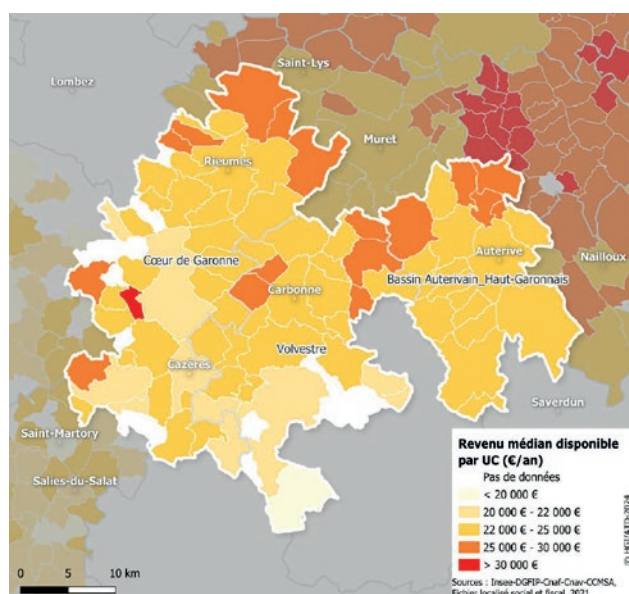 Lombez
Saint-Lys
Muret
Rieumes
Nailloux
Auterive
Cœur de Garonne
Bassin Auterivain_Haut-Garonnais
Carbonne
Volvestre
Cazères
Saverdun
Saint-Martory
Salies-du-Salat
Revenu médian disponible
par UC (€/an)
Pas de données
< 20 000 €
20 000 € - 22 000 €
22 000 € - 25 000 €
25 000 € - 30 000 €
> 30 000 €
0 5 10 km
Sources : Insee-DGFIP-Cnaf-Cnav-CCMSA,
Fichier localisé social et fiscal, 2021
© HGI/ATD-2024